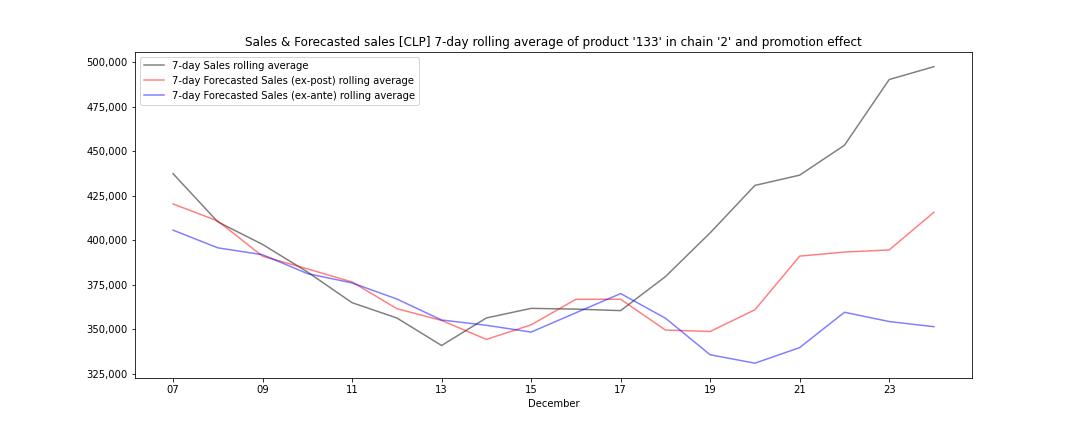 Sales & Forecasted sales [CLP] 7-day rolling average of product '133' in chain '2' and promotion effect
7-day Sales rolling average
7-day Forecasted Sales (ex-post) rolling average
7-day Forecasted Sales (ex-ante) rolling average
500,000
475,000
450,000
425,000
400,000
375,000
350,000
325,000
07 09 11 13 15 17 19 21 23
December